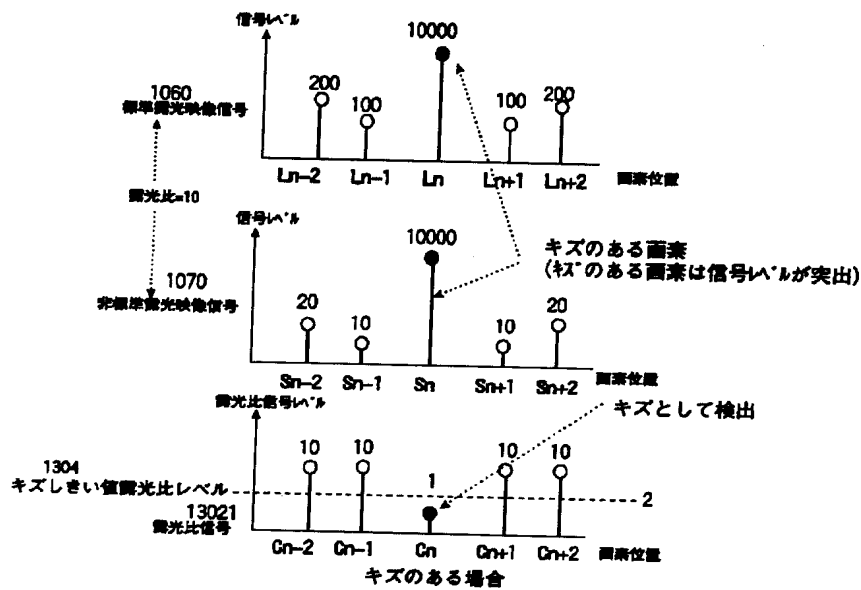 信号レベル
10000
200
100
100
200
1060
標準露光映像信号
Ln-2 Ln-1 Ln Ln+1 Ln+2 画素位置
露光比=10
信号レベル
10000
キズのある画素
(キズのある画素は信号レベルが突出)
1070
非標準露光映像信号
20
10
10
20
Sn-2 Sn-1 Sn Sn+1 Sn+2 画素位置
露光比信号レベル
キズとして検出
10
10
1
10
10
1304
キズしきい値露光比レベル
2
13021
露光比信号
Cn-2 Cn-1 Cn Cn+1 Cn+2 画素位置
キズのある場合